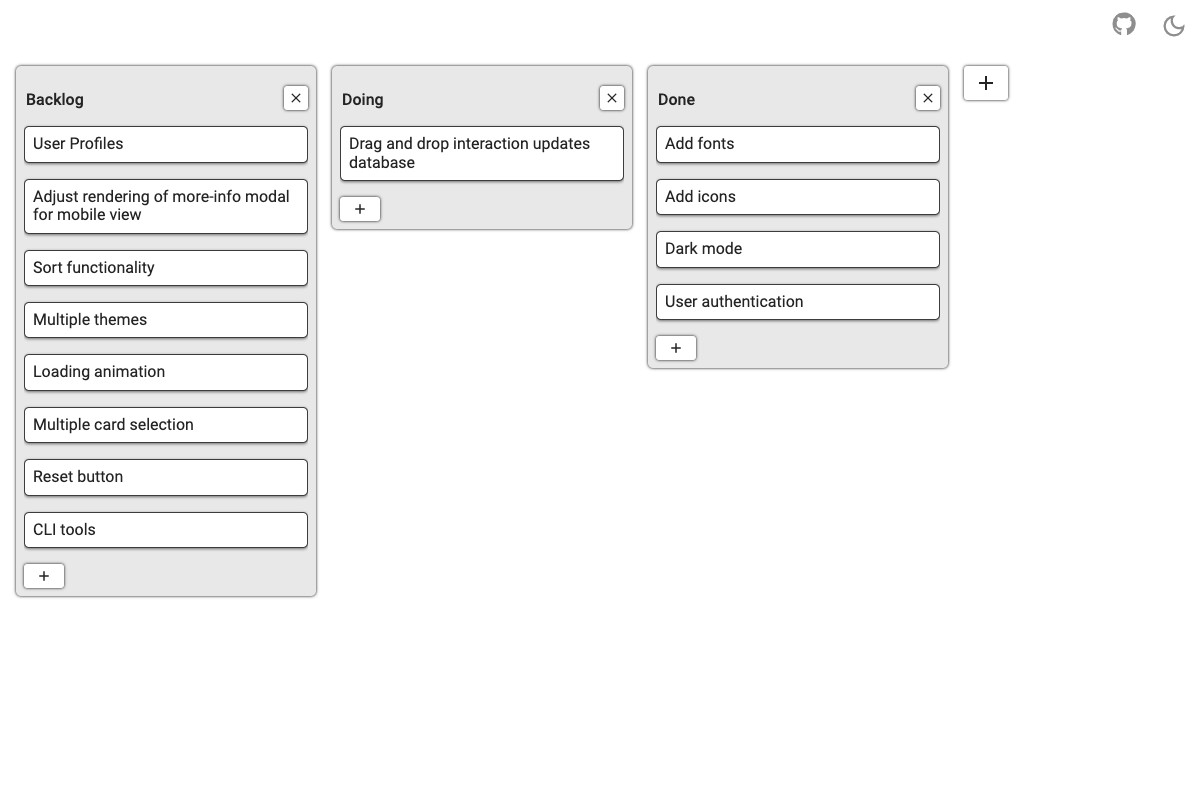 Backlog
User Profiles
Adjust rendering of more-info modal
for mobile view
Sort functionality
Multiple themes
Loading animation
Multiple card selection
Reset button
CLI tools
Doing
Drag and drop interaction updates
database
Done
Add fonts
Add icons
Dark mode
User authentication